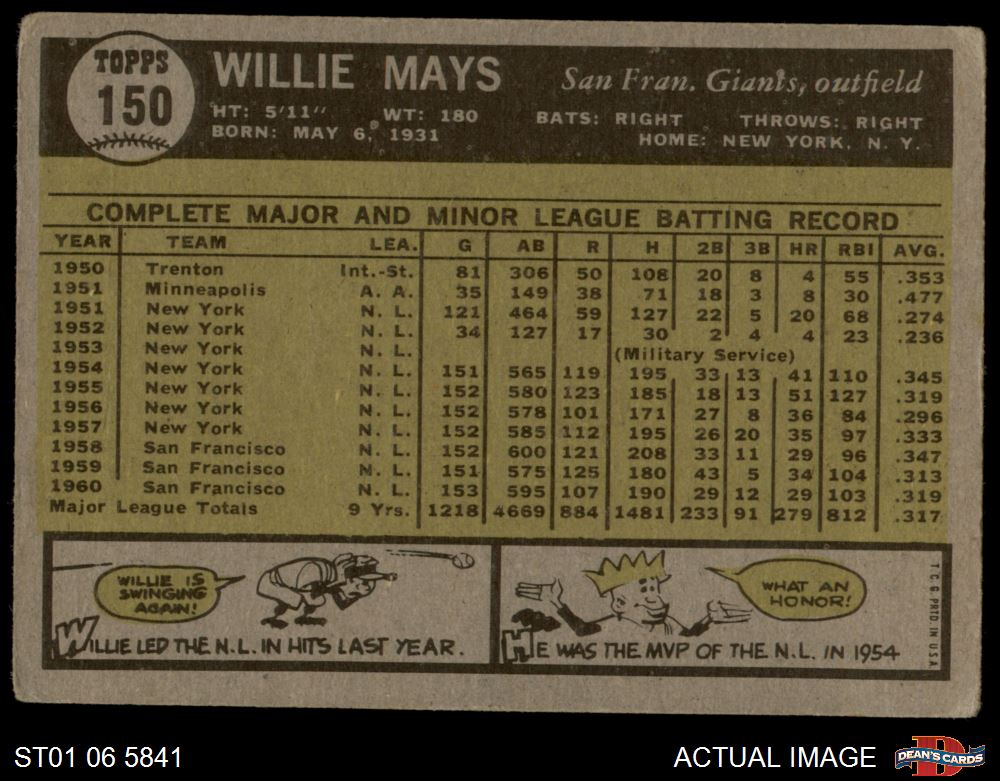 TOPPS
150
WILLIE MAYS San Fran. Giants, outfield
HT: 5'11" WT: 180 BATS: RIGHT THROWS: RIGHT
BORN: MAY 6, 1931 HOME: NEW YORK, N. Y.
COMPLETE MAJOR AND MINOR LEAGUE BATTING RECORD
YEAR TEAM LEA. G AB R H 2B 3B HR RBI AVG.
1950 Trenton Int.-St. 81 306 50 108 20 8 4 55 .353
1951 Minneapolis A. A. 35 149 38 71 18 3 8 30 .477
1951 New York N. L. 121 464 59 127 22 5 20 68 .274
1952 New York N. L. 34 127 17 30 2 4 4 23 .236
1953 New York N. L. (Military Service)
1954 New York N. L. 151 565 119 195 33 13 41 110 .345
1955 New York N. L. 152 580 123 185 18 13 51 127 .319
1956 New York N. L. 152 578 101 171 27 8 36 84 .296
1957 New York N. L. 152 585 112 195 26 20 35 97 .333
1958 San Francisco N. L. 152 600 121 208 33 11 29 96 .347
1959 San Francisco N. L. 151 575 125 180 43 5 34 104 .313
1960 San Francisco N. L. 153 595 107 190 29 12 29 103 .319
Major League Totals 9 Yrs. 1218 4669 884 1481 233 91 279 812 .317
WILLIE IS
SWINGING
AGAIN!
WILLIE LED THE N.L. IN HITS LAST YEAR.
WHAT AN
HONOR!
HE WAS THE MVP OF THE N.L. IN 1954
T.C.G. PRTD IN U.S.A.
ST01 06 5841
ACTUAL IMAGE
D
DEAN'S CARDS